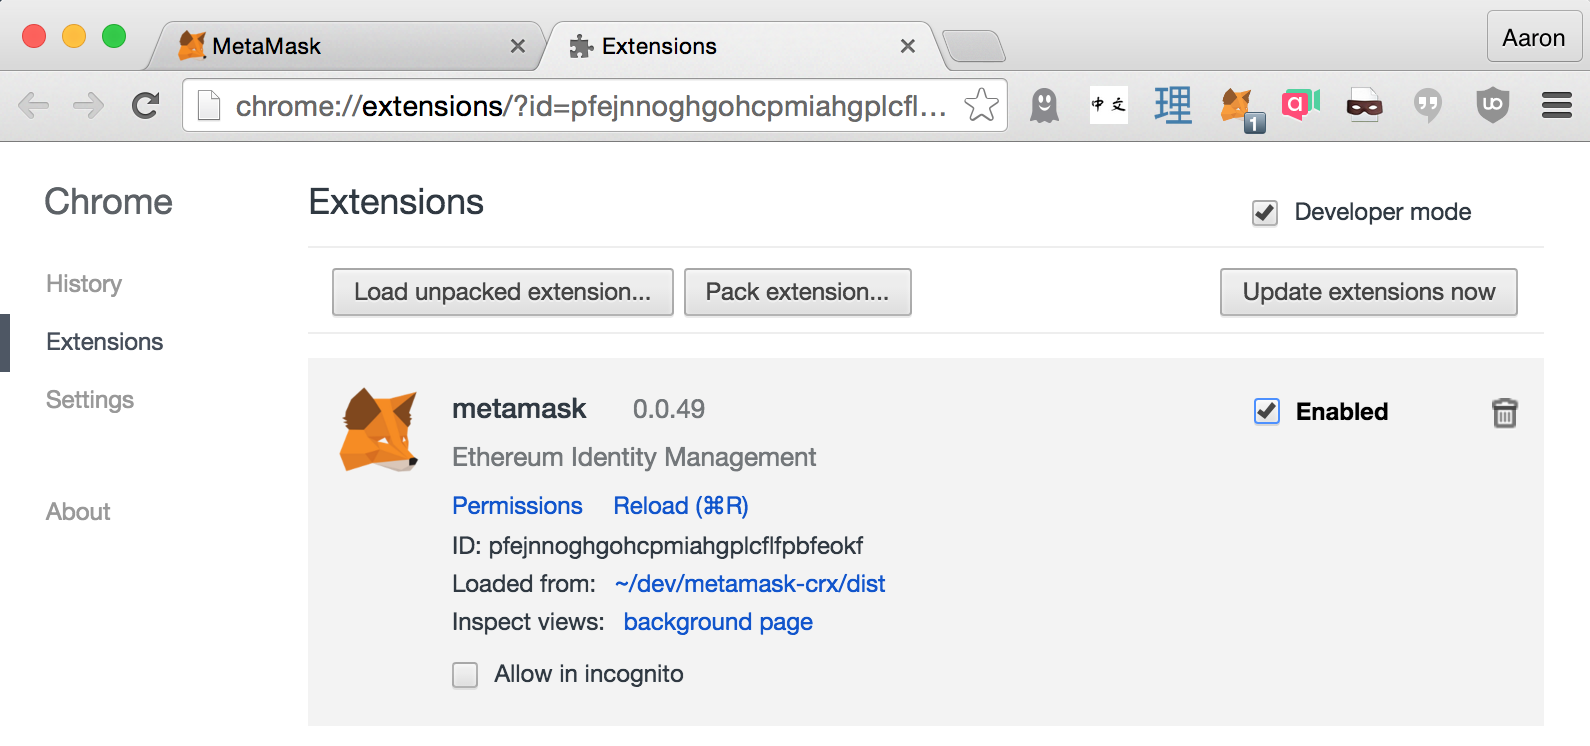 MetaMask
Extensions
Aaron
chrome://extensions/?id=pfejnnoghgohcpmiahgplcfl...
中文
理
1
a
uo
Chrome
History
Extensions
Settings
About
Extensions
Developer mode
Load unpacked extension...
Pack extension...
Update extensions now
metamask 0.0.49
Enabled
Ethereum Identity Management
Permissions Reload (⌘R)
ID: pfejnnoghgohcpmiahgplcflfpbfeokf
Loaded from: ~/dev/metamask-crx/dist
Inspect views: background page
Allow in incognito